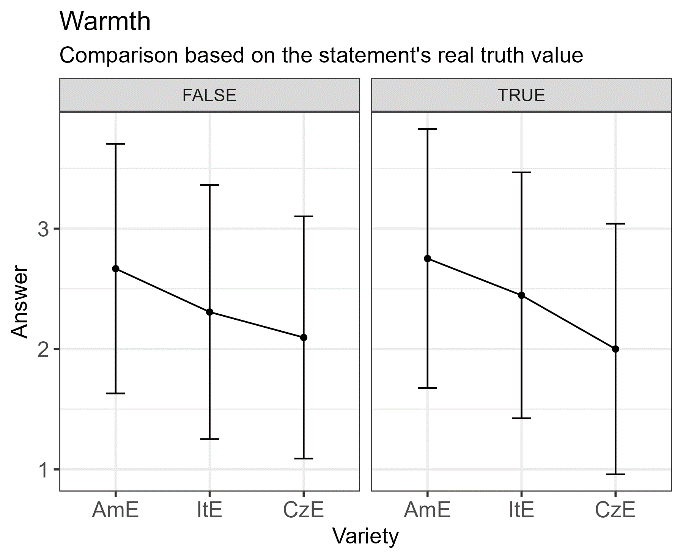 Warmth
Comparison based on the statement's real truth value
FALSE TRUE
3
2
1
Answer
AmE ItE CzE AmE ItE CzE
Variety